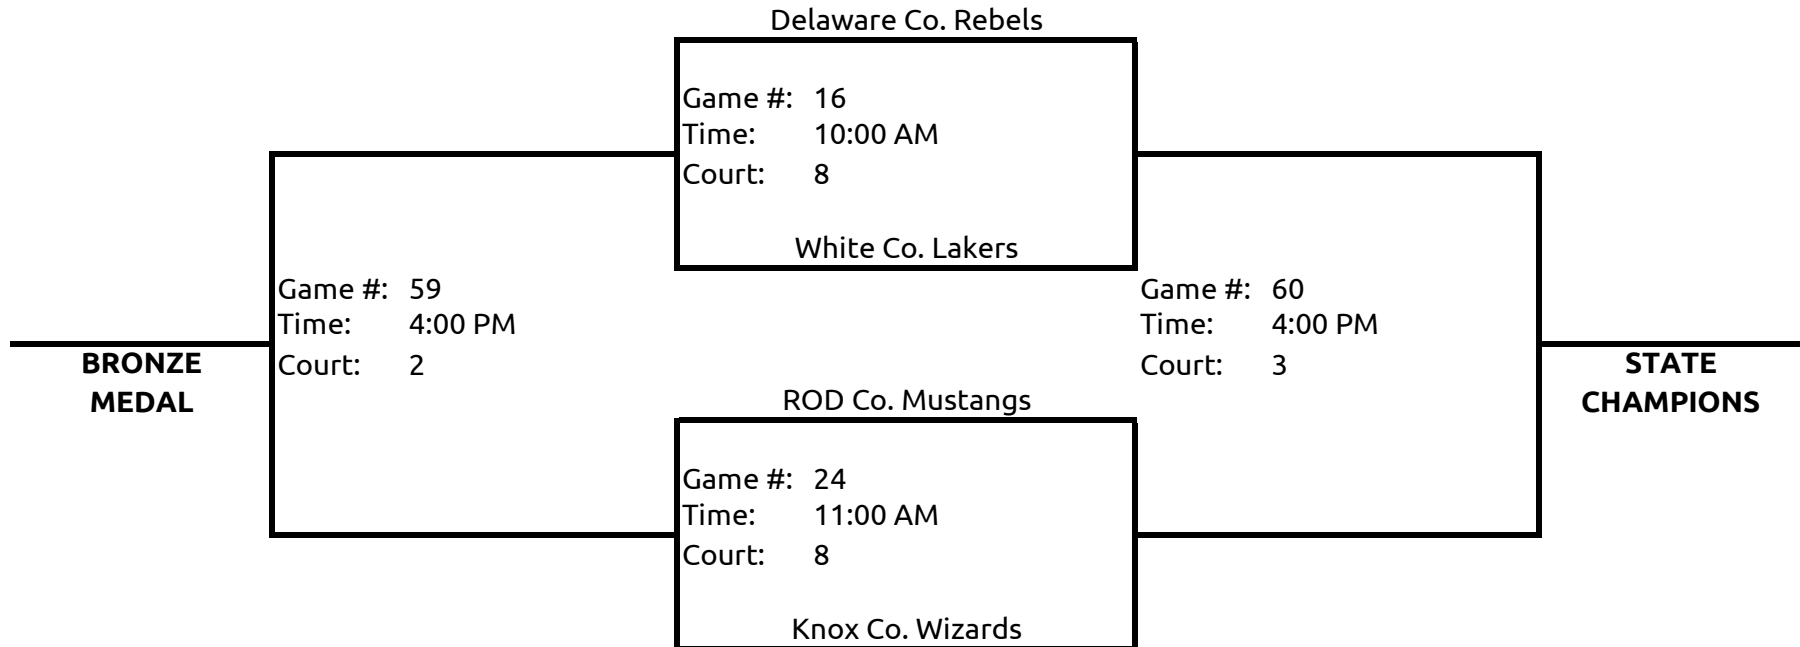 Delaware Co. Rebels
Game #: 16
Time: 10:00 AM
Court: 8
White Co. Lakers
Game #: 59
Time: 4:00 PM
Court: 2
BRONZE
MEDAL
Game #: 60
Time: 4:00 PM
Court: 3
STATE
CHAMPIONS
ROD Co. Mustangs
Game #: 24
Time: 11:00 AM
Court: 8
Knox Co. Wizards